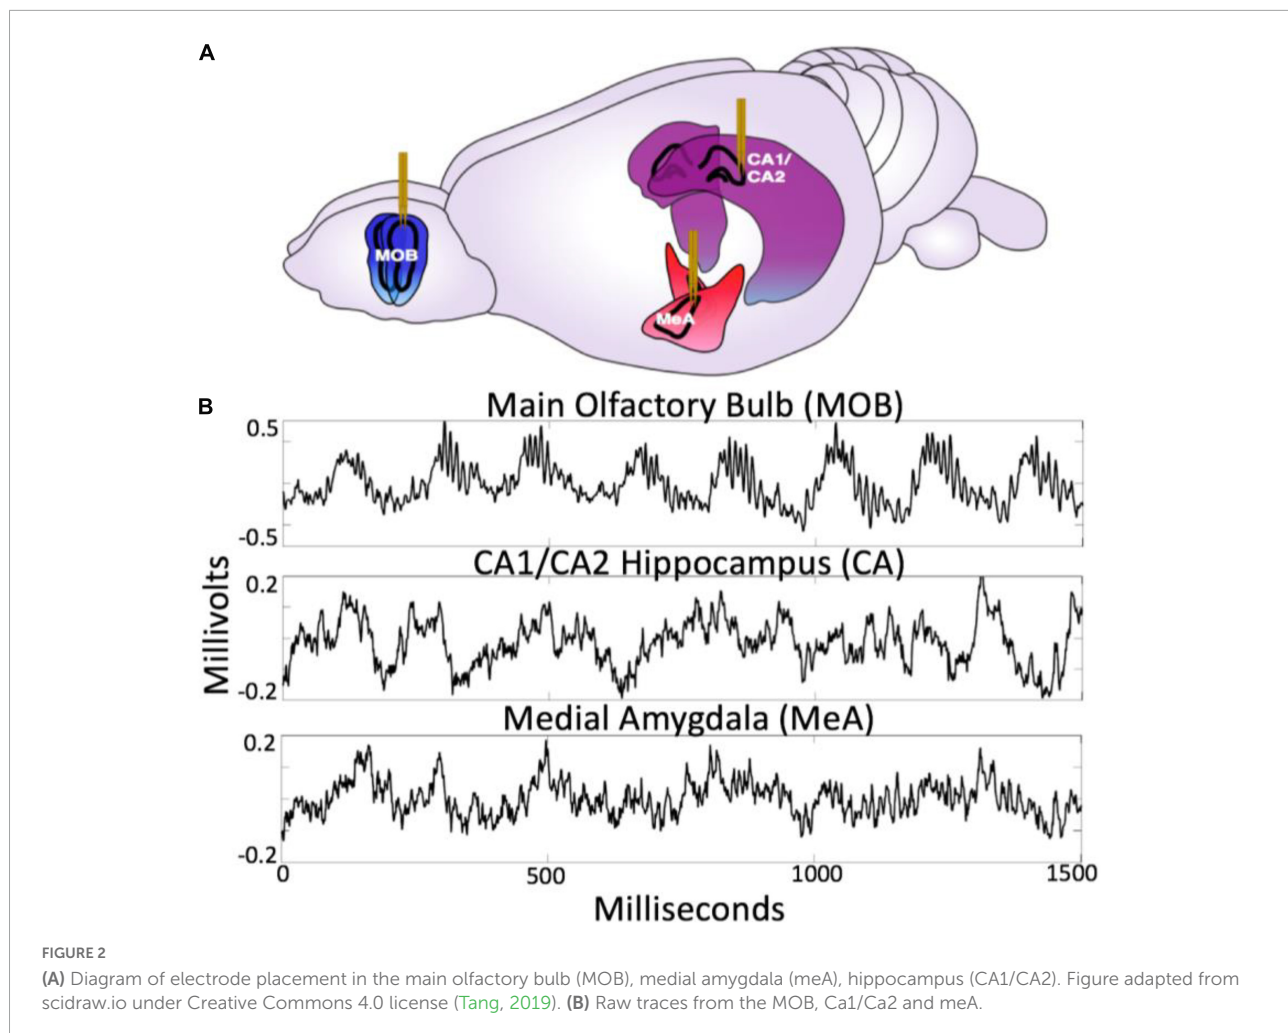 A
CA1/
CA2
MOB
MeA
B
Main Olfactory Bulb (MOB)
0.5
-0.5
CA1/CA2 Hippocampus (CA)
0.2
-0.2
Millivolts
Medial Amygdala (MeA)
0.2
-0.2
0 500 1000 1500
Milliseconds
FIGURE 2
(A) Diagram of electrode placement in the main olfactory bulb (MOB), medial amygdala (meA), hippocampus (CA1/CA2). Figure adapted from
scidraw.io under Creative Commons 4.0 license (Tang, 2019). (B) Raw traces from the MOB, Ca1/Ca2 and meA.